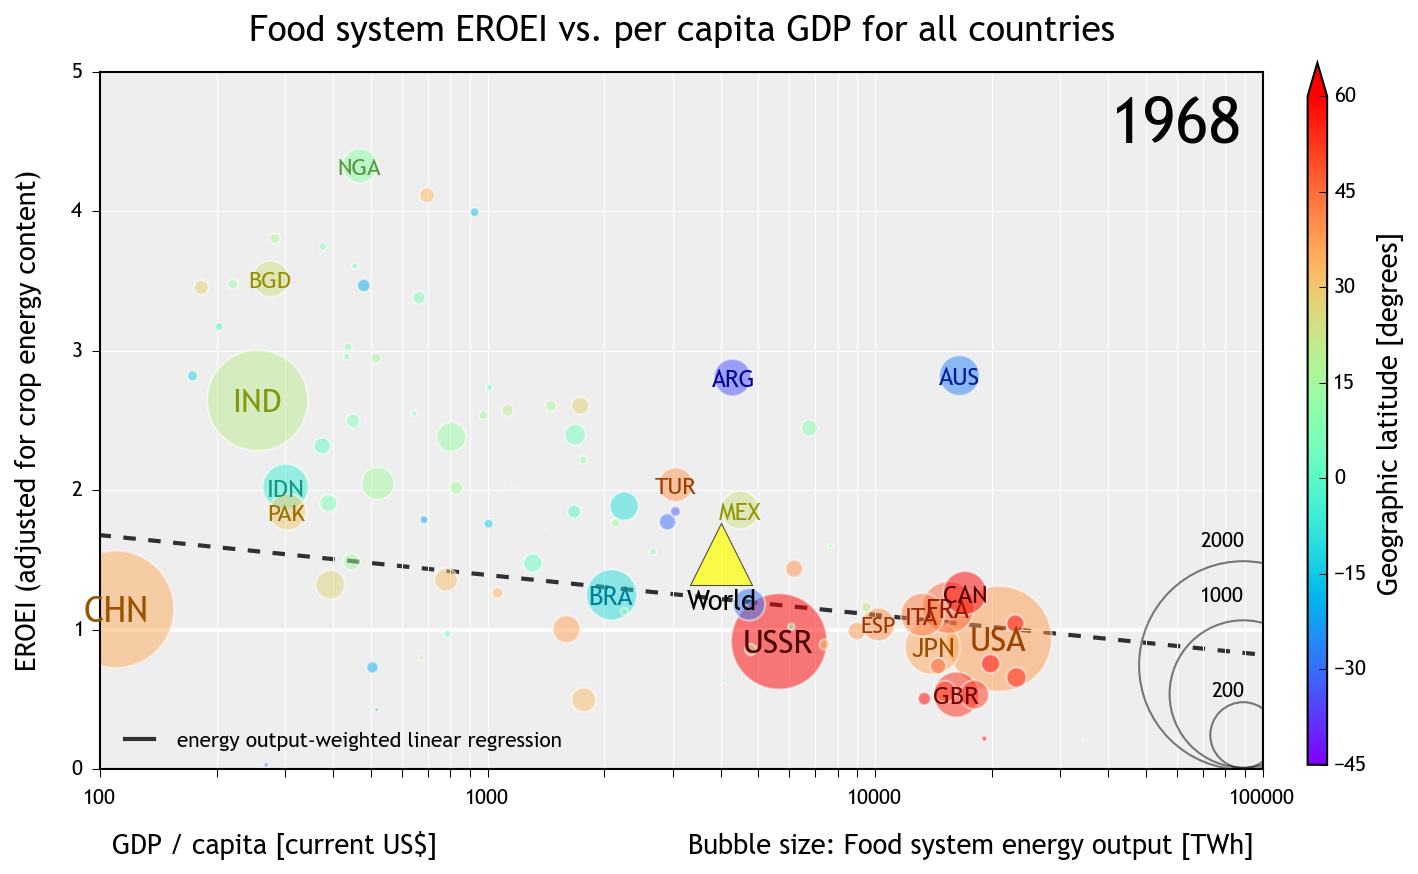 Food system EROEI vs. per capita GDP for all countries
1968
EROEI (adjusted for crop energy content)
5
4
3
2
1
0
NGA
BGD
IND
IDN
PAK
CHN
ARG
AUS
TUR
MEX
BRA
World
USSR
ESP
ITA
FRA
CAN
JPN
USA
GBR
2000
1000
200
energy output-weighted linear regression
100
1000
10000
100000
GDP / capita [current US$]
Bubble size: Food system energy output [TWh]
60
45
30
15
0
−15
−30
−45
Geographic latitude [degrees]